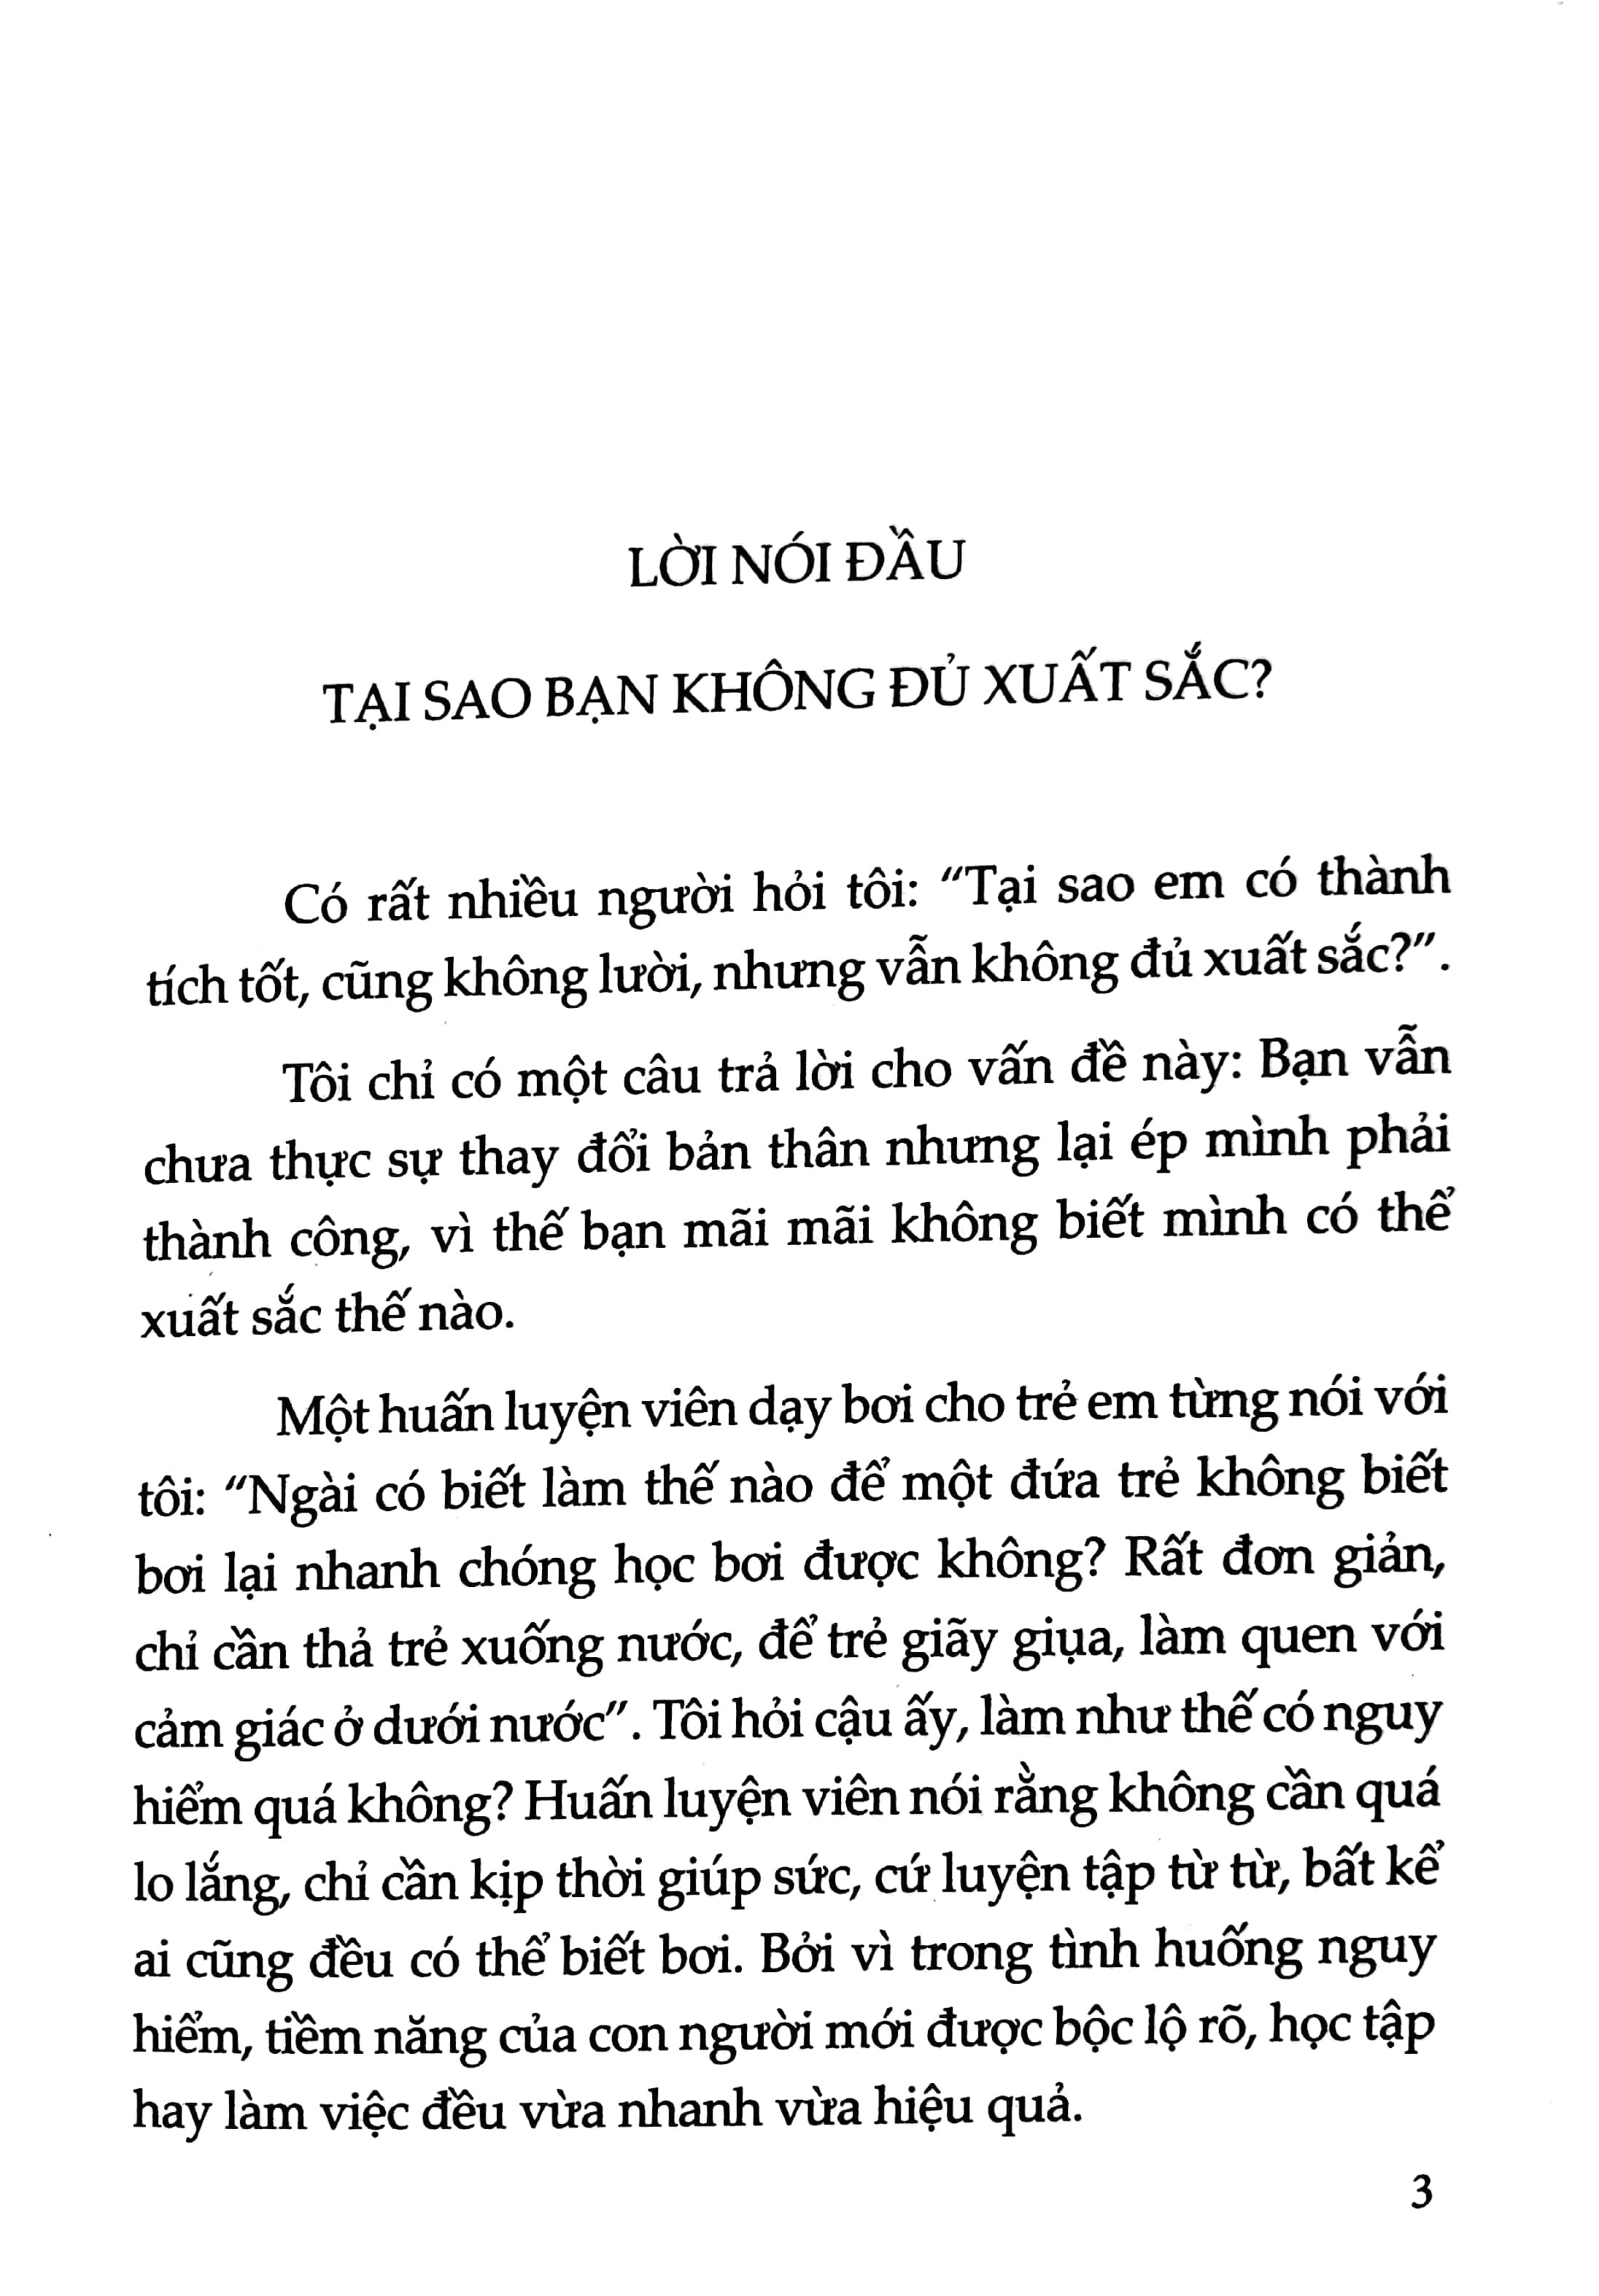 LỜI NÓI ĐẦU
TẠI SAO BẠN KHÔNG ĐỦ XUẤT SẮC?
Có rất nhiều người hỏi tôi: “Tại sao em có thành
tích tốt, cũng không lười, nhưng vẫn không đủ xuất sắc?”.
Tôi chỉ có một câu trả lời cho vấn đề này: Bạn vẫn
chưa thực sự thay đổi bản thân nhưng lại ép mình phải
thành công, vì thế bạn mãi mãi không biết mình có thể
xuất sắc thế nào.
Một huấn luyện viên dạy bơi cho trẻ em từng nói với
tôi: “Ngài có biết làm thế nào để một đứa trẻ không biết
bơi lại nhanh chóng học bơi được không? Rất đơn giản,
chỉ cần thả trẻ xuống nước, để trẻ giãy giụa, làm quen với
cảm giác ở dưới nước”. Tôi hỏi cậu ấy, làm như thế có nguy
hiểm quá không? Huấn luyện viên nói rằng không cần quá
lo lắng, chỉ cần kịp thời giúp sức, cứ luyện tập từ từ, bất kể
ai cũng đều có thể biết bơi. Bởi vì trong tình huống nguy
hiểm, tiềm năng của con người mới được bộc lộ rõ, học tập
hay làm việc đều vừa nhanh vừa hiệu quả.
3